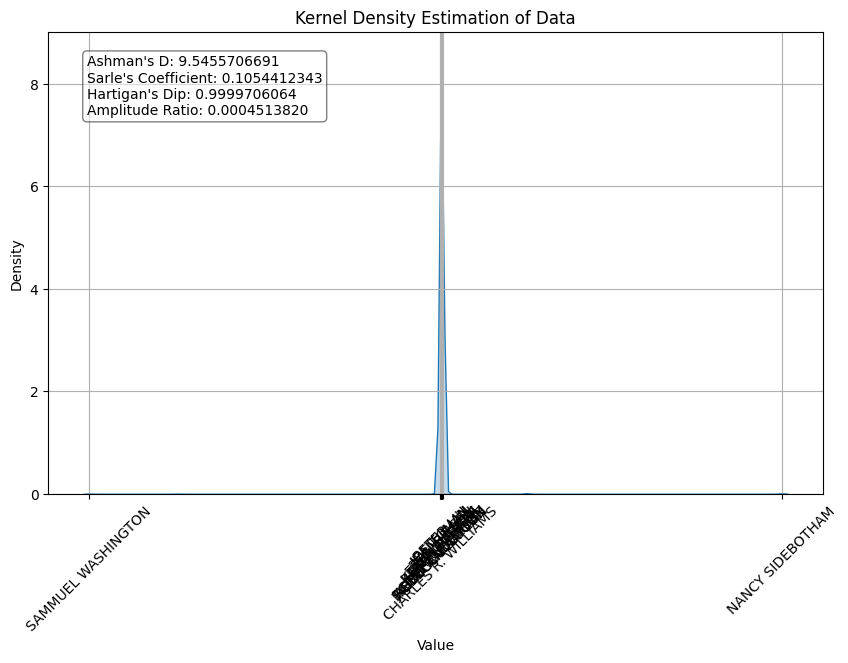 Kernel Density Estimation of Data
Ashman's D: 9.5455706691
Sarle's Coefficient: 0.1054412343
Hartigan's Dip: 0.9999706064
Amplitude Ratio: 0.0004513820
Density
8
6
4
2
0
SAMMUEL WASHINGTON
CHARLES R. WILLIAMS
NANCY SIDEBOTHAM
Value